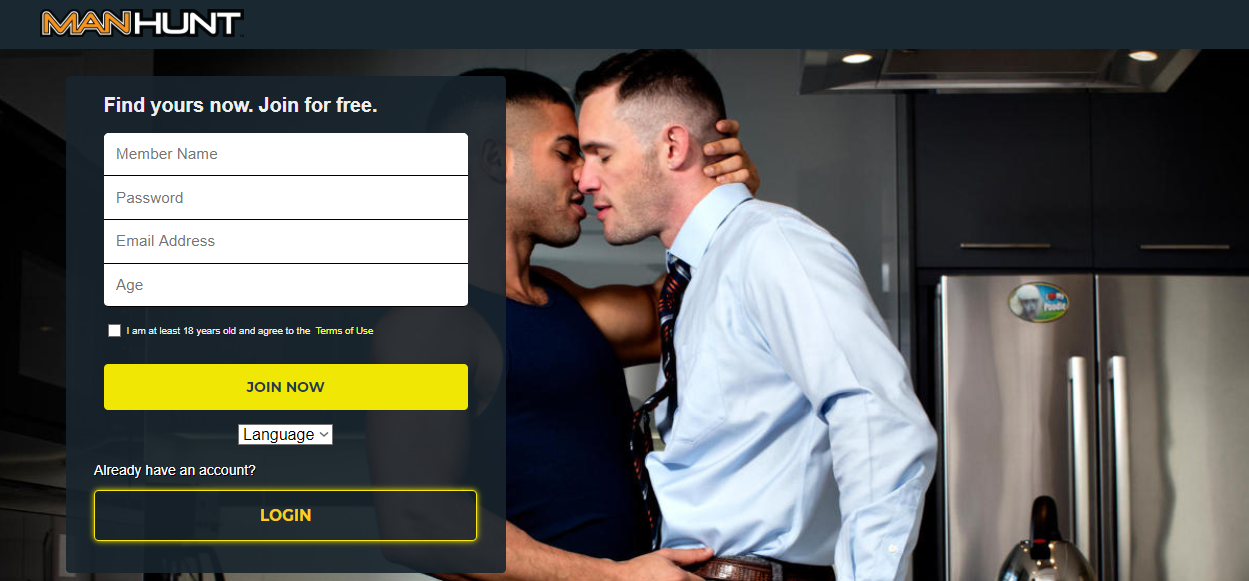 MANHUNT
Find yours now. Join for free.
Member Name
Password
Email Address
Age
I am at least 18 years old and agree to the Terms of Use
JOIN NOW
Language
Already have an account?
LOGIN